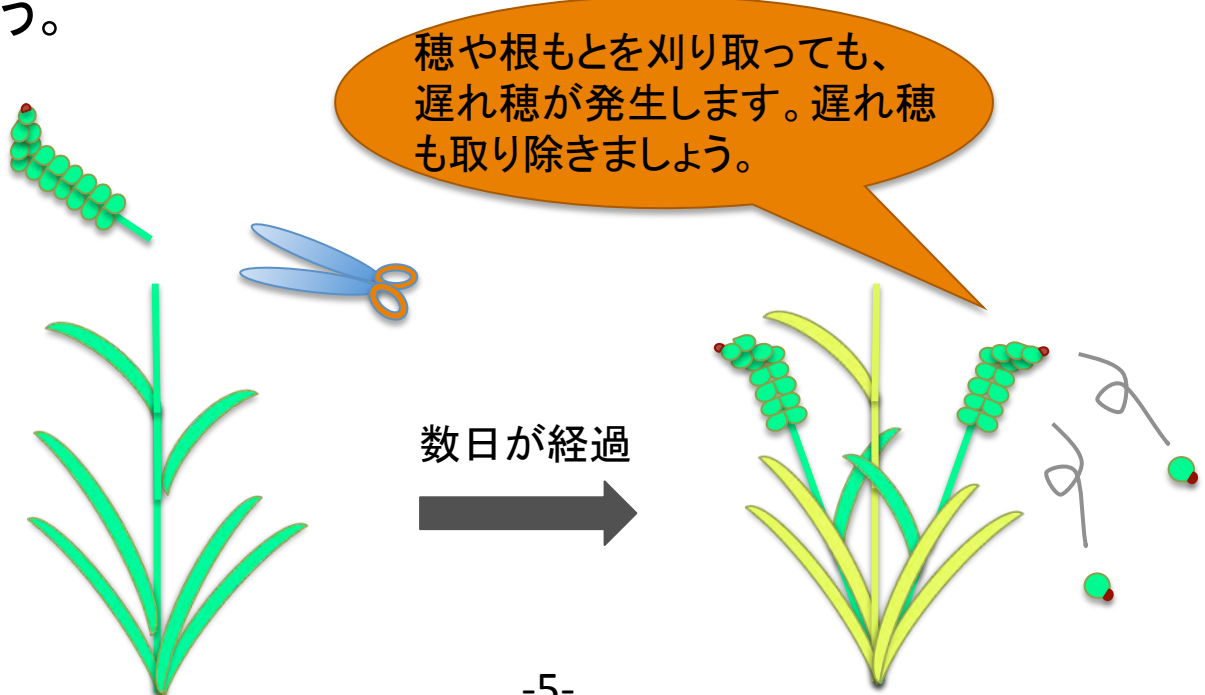 う。
穂や根もとを刈り取っても、
遅れ穂が発生します。遅れ穂
も取り除きましょう。
数日が経過
-5-